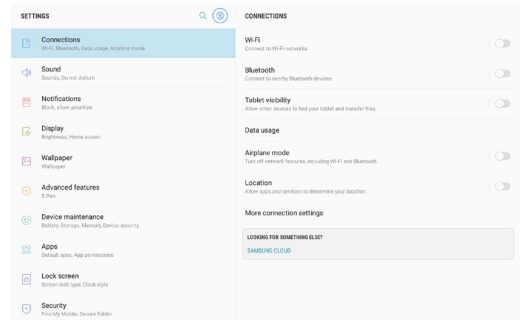 SETTINGS
Connections
Wi-Fi, Bluetooth, Data usage, Airplane mode
Sound
Sounds, Do not disturb
Notifications
Block, allow, prioritize
Display
Brightness, Home screen
Wallpaper
Wallpaper
Advanced features
S Pen
Device maintenance
Battery, Storage, Memory, Device security
Apps
Default apps, App permissions
Lock screen
Screen lock type, Clock style
Security
Find My Mobile, Secure Folder
CONNECTIONS
Wi-Fi
Connect to Wi-Fi networks.
Bluetooth
Connect to nearby Bluetooth devices.
Tablet visibility
Allow other devices to find your tablet and transfer files.
Data usage
Airplane mode
Turn off network features, including Wi-Fi and Bluetooth.
Location
Allow apps and services to determine your location.
More connection settings
LOOKING FOR SOMETHING ELSE?
SAMSUNG CLOUD